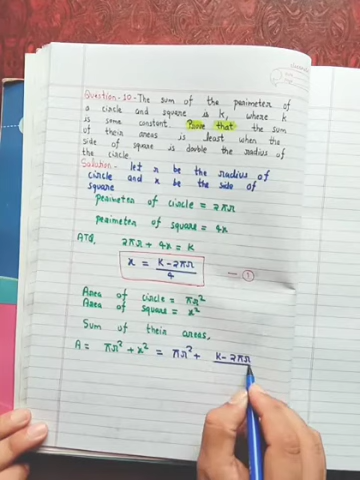 Question-10-The sum of the perimeter of
a circle and square is K, where K
is some constant. Prove that the sum
of their areas is least when the
side of square is double the radius of
the circle.
Solution- let r be the radius of
circle and x be the side of
square
perimeter of circle = 2πr
perimeter of square = 4x
ATQ,
2πr + 4x = K
x = K-2πr / 4 — ①
Area of circle = πr²
Area of square = x²
Sum of their areas,
A = πr² + x² = πr² + K-2πr